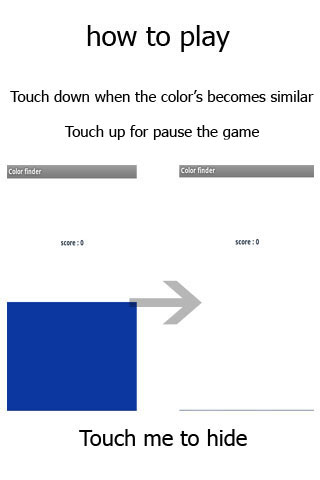 how to play
Touch down when the color's becomes similar
Touch up for pause the game
Color finder
Color finder
score : 0
score : 0
Touch me to hide